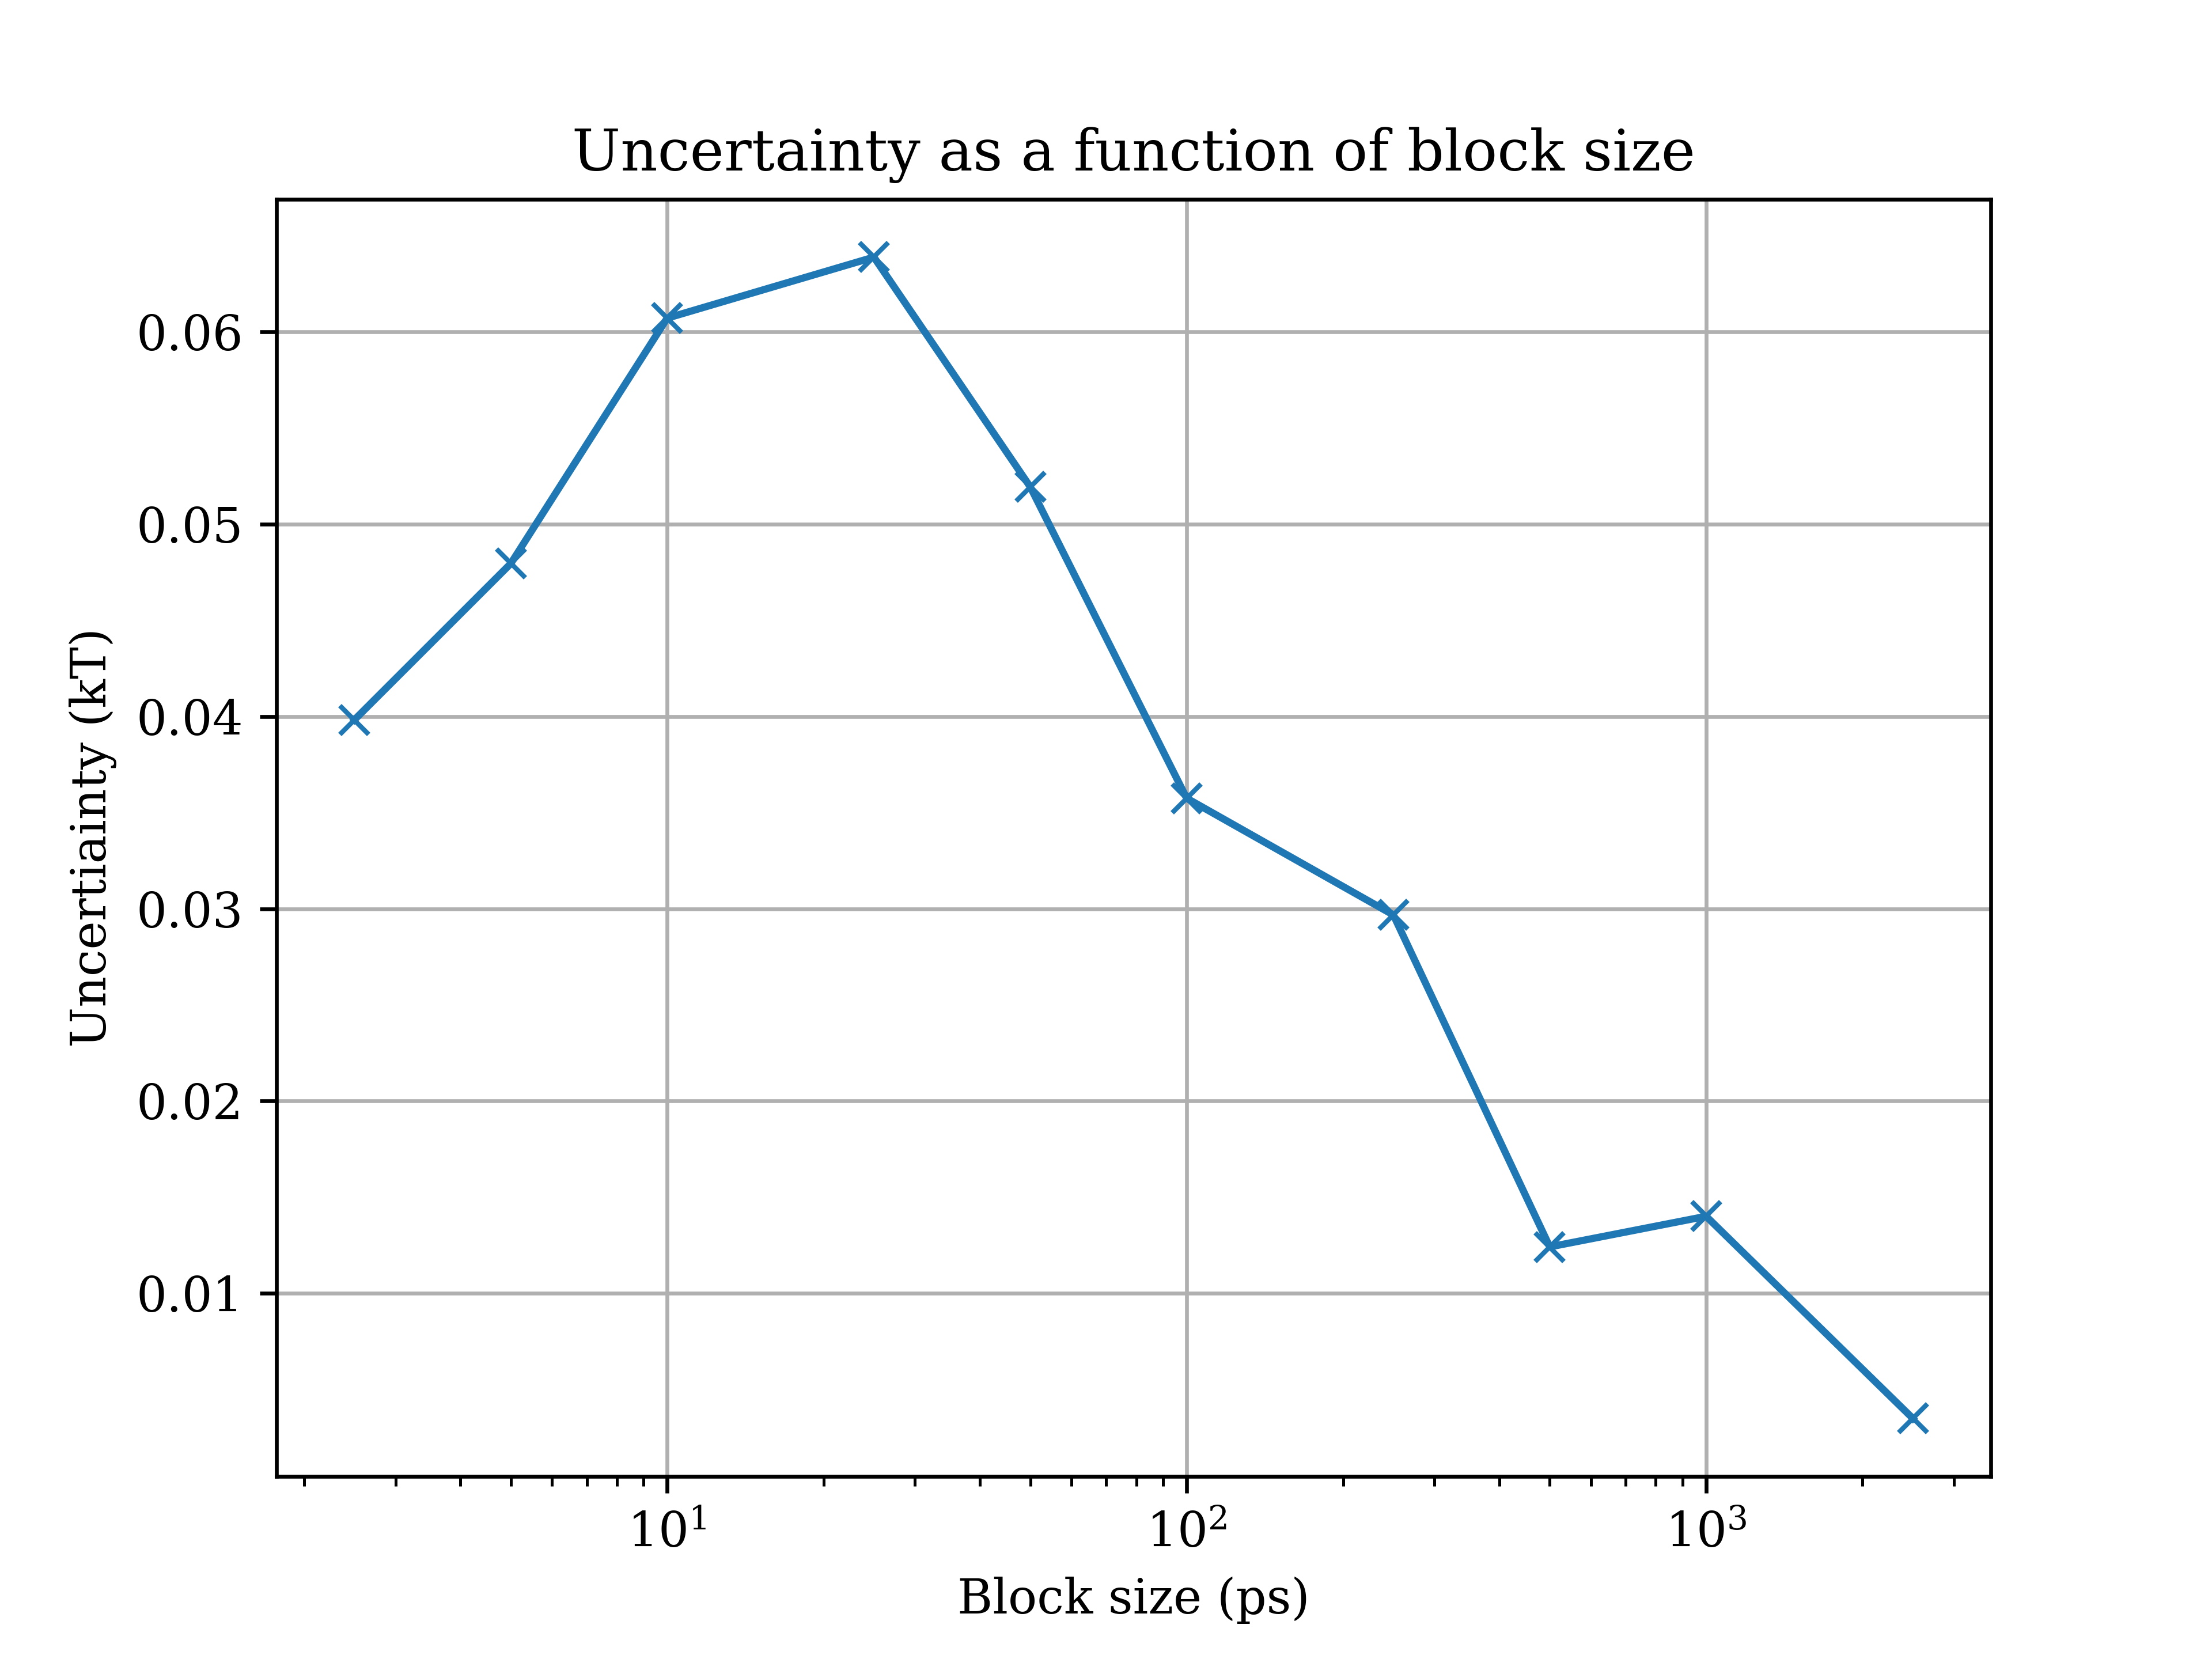 Uncertainty as a function of block size
Uncertiainty (kT)
0.06
0.05
0.04
0.03
0.02
0.01
10¹ 10² 10³
Block size (ps)